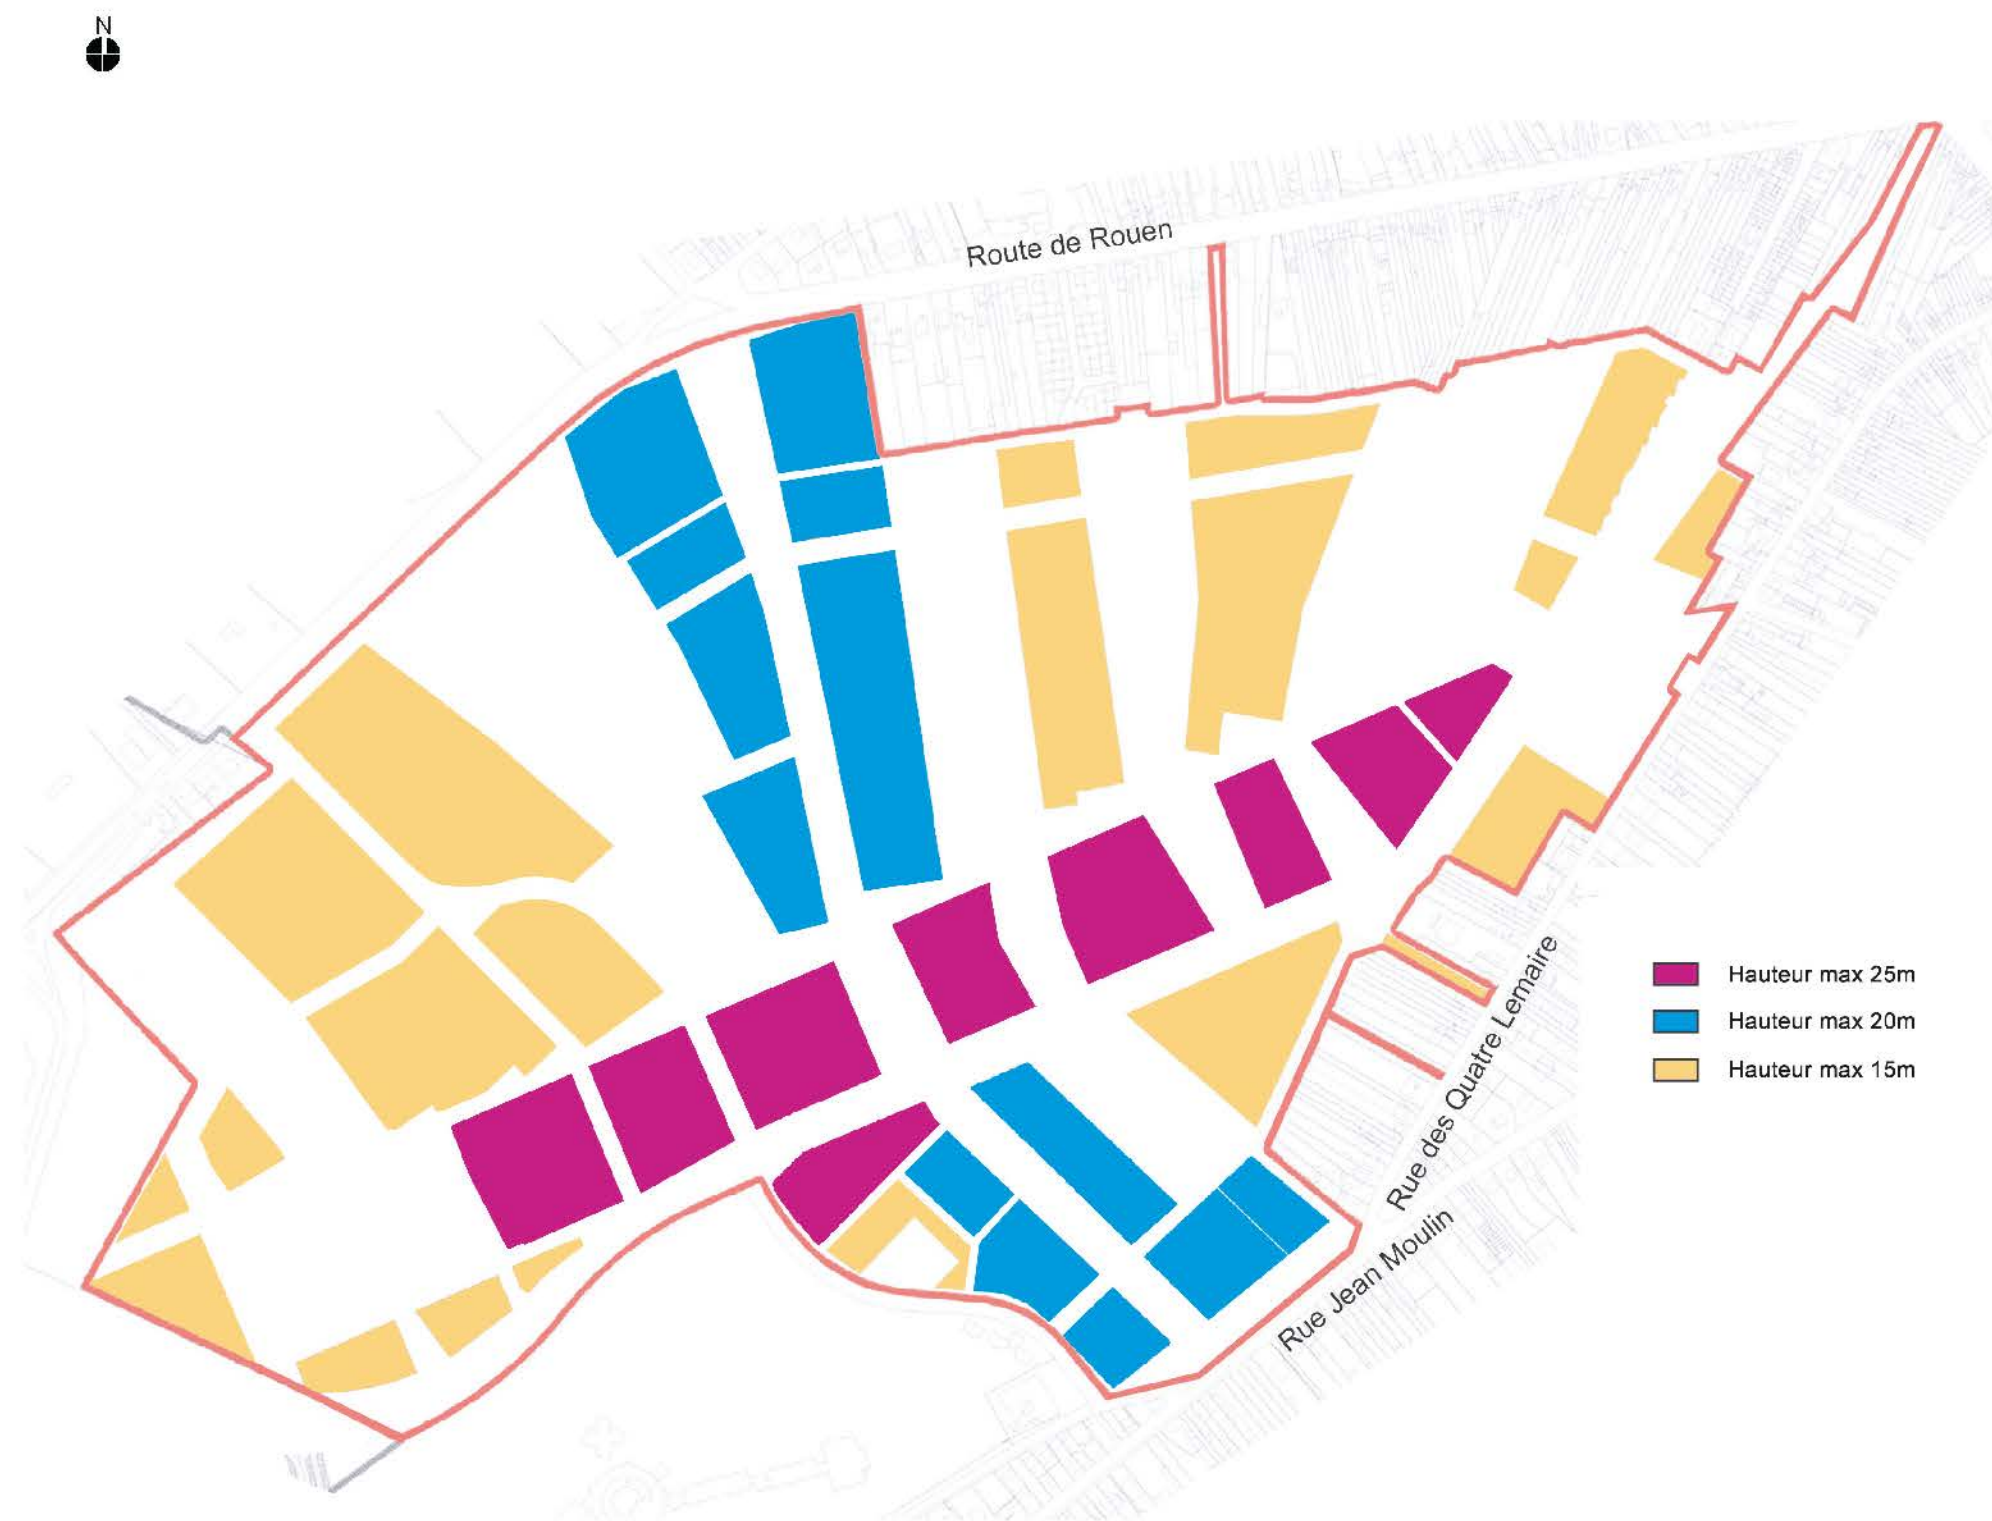 N
Route de Rouen
Rue des Quatre Lemaire
Rue Jean Moulin
Hauteur max 25m
Hauteur max 20m
Hauteur max 15m